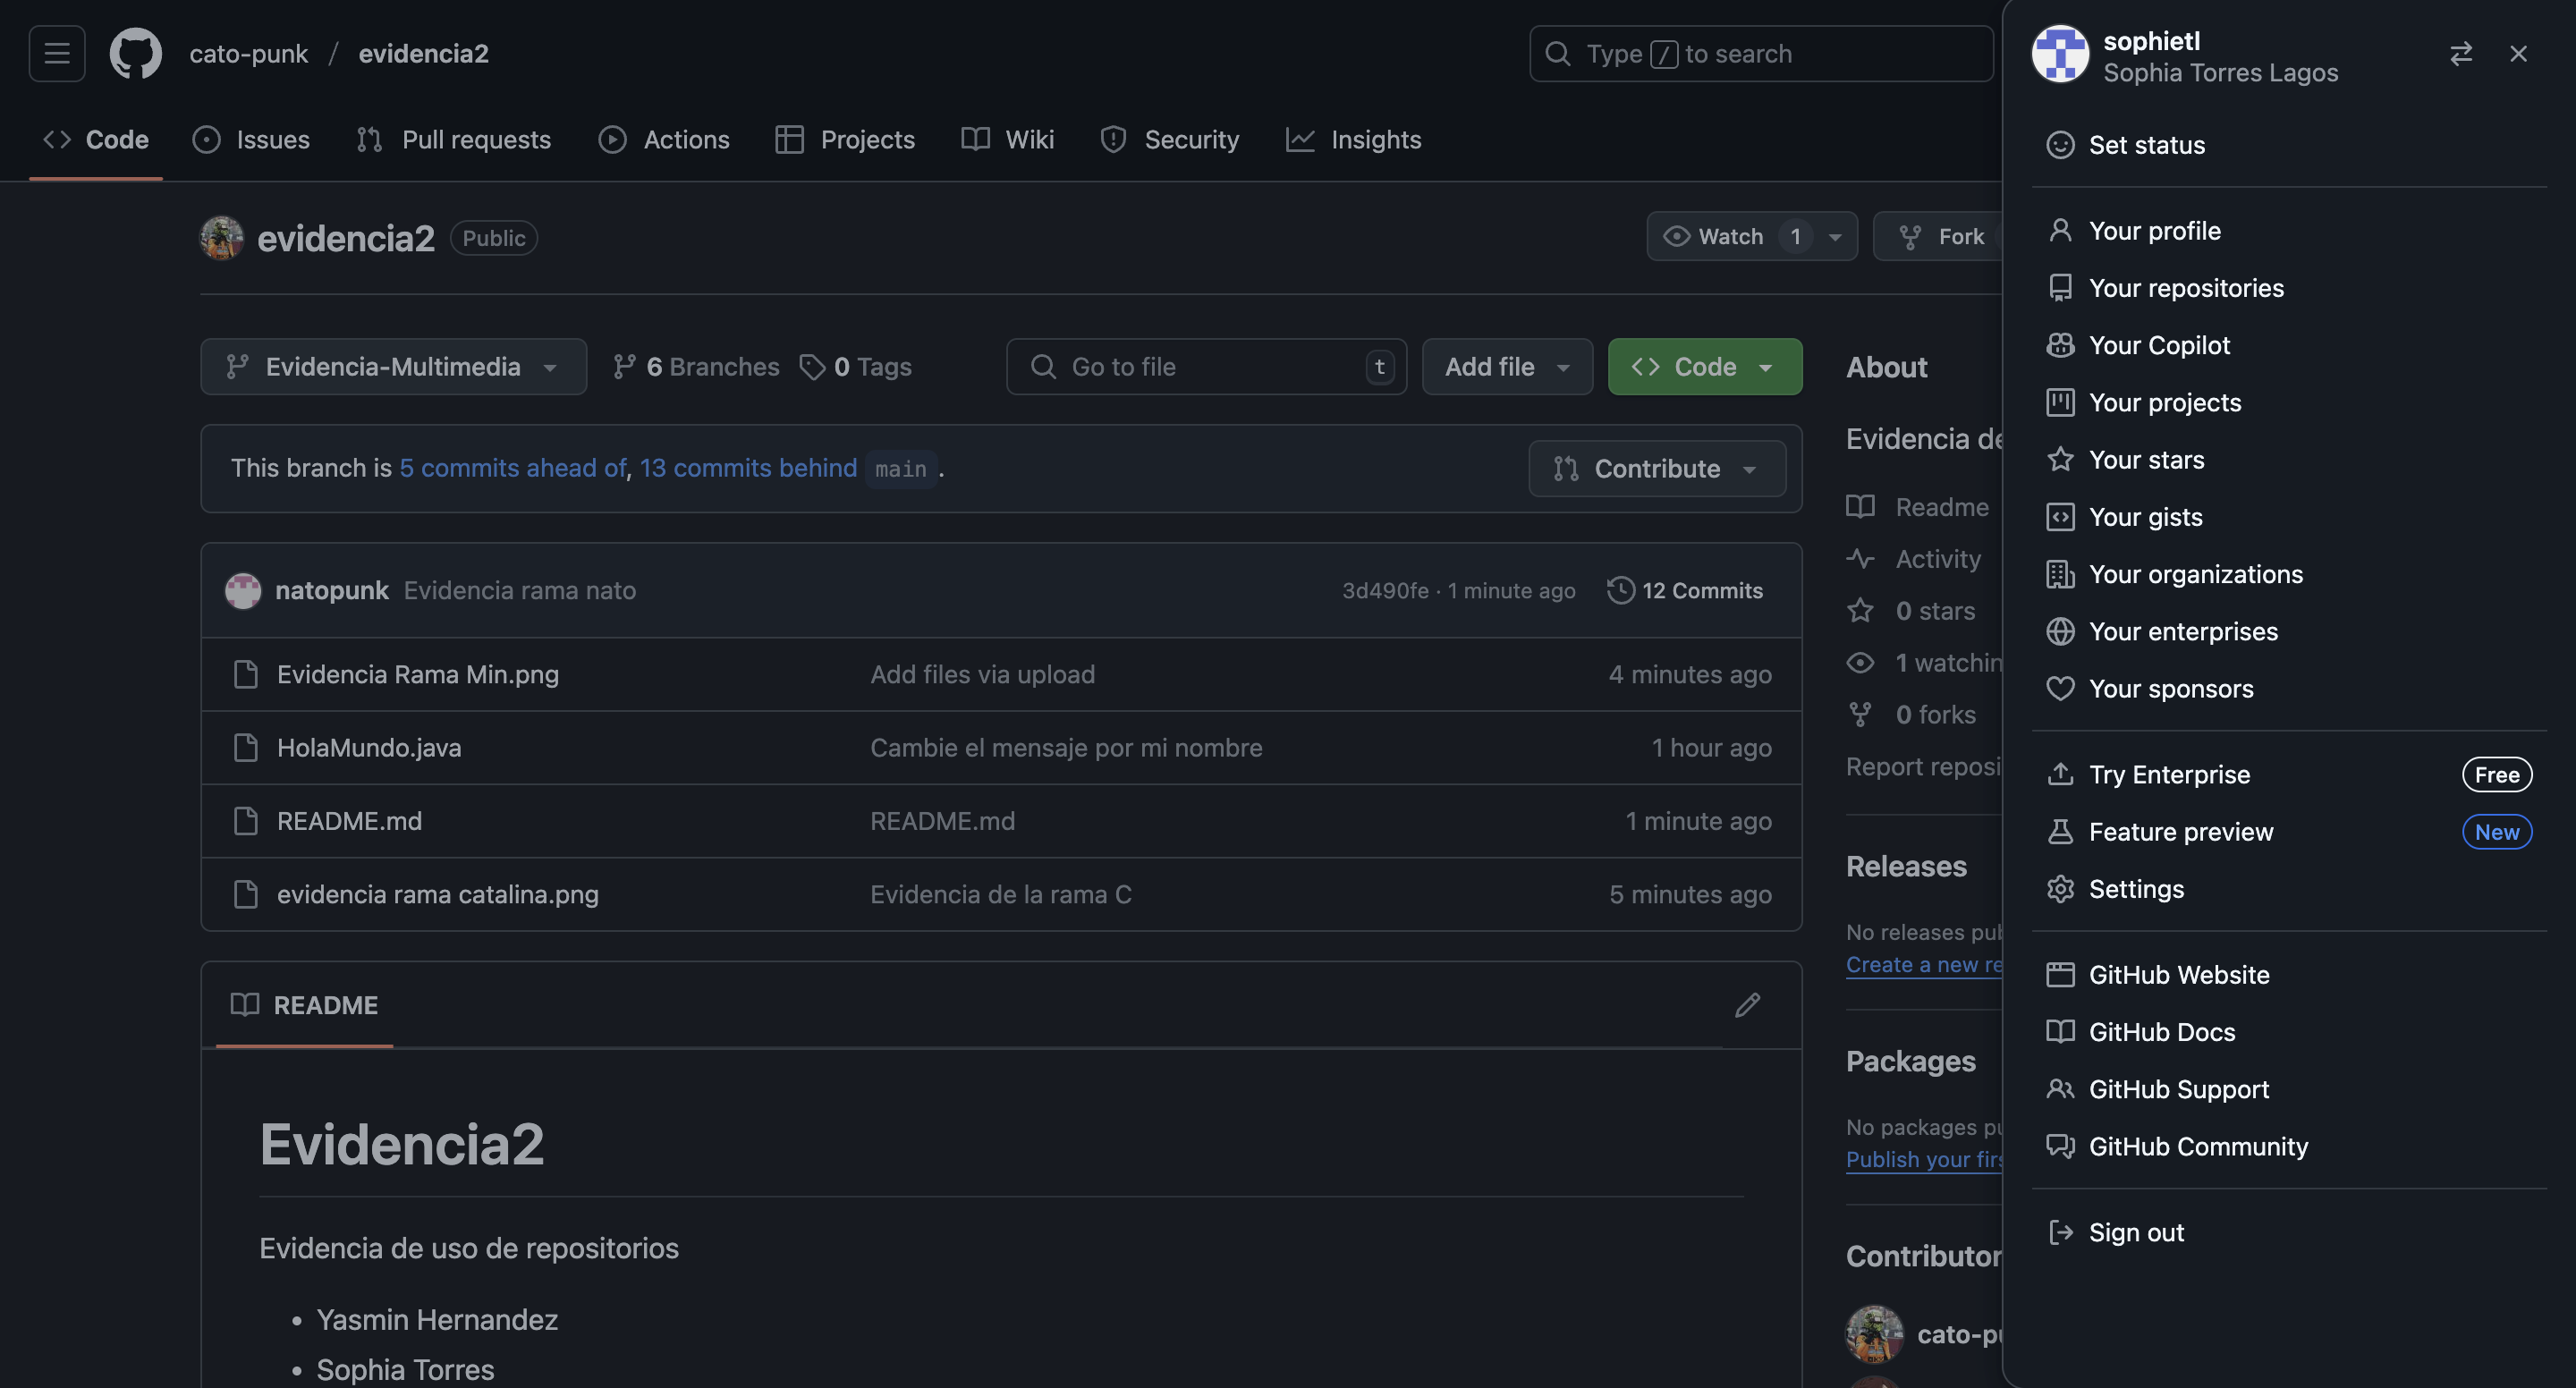 cato-punk / evidencia2
Type / to search
Code
Issues
Pull requests
Actions
Projects
Wiki
Security
Insights
evidencia2 Public
Watch 1
Fork
Evidencia-Multimedia
6 Branches
0 Tags
Go to file t
Add file
Code
This branch is 5 commits ahead of, 13 commits behind main .
Contribute
natopunk Evidencia rama nato 3d490fe · 1 minute ago 12 Commits
Evidencia Rama Min.png Add files via upload 4 minutes ago
HolaMundo.java Cambie el mensaje por mi nombre 1 hour ago
README.md README.md 1 minute ago
evidencia rama catalina.png Evidencia de la rama C 5 minutes ago
README
Evidencia2
Evidencia de uso de repositorios
• Yasmin Hernandez
• Sophia Torres
About
Evidencia de
Readme
Activity
0 stars
1 watchin
0 forks
Report reposi
Releases
No releases pub
Create a new re
Packages
No packages pu
Publish your firs
Contributor
cato-pu
sophietl
Sophia Torres Lagos
Set status
Your profile
Your repositories
Your Copilot
Your projects
Your stars
Your gists
Your organizations
Your enterprises
Your sponsors
Try Enterprise Free
Feature preview New
Settings
GitHub Website
GitHub Docs
GitHub Support
GitHub Community
Sign out